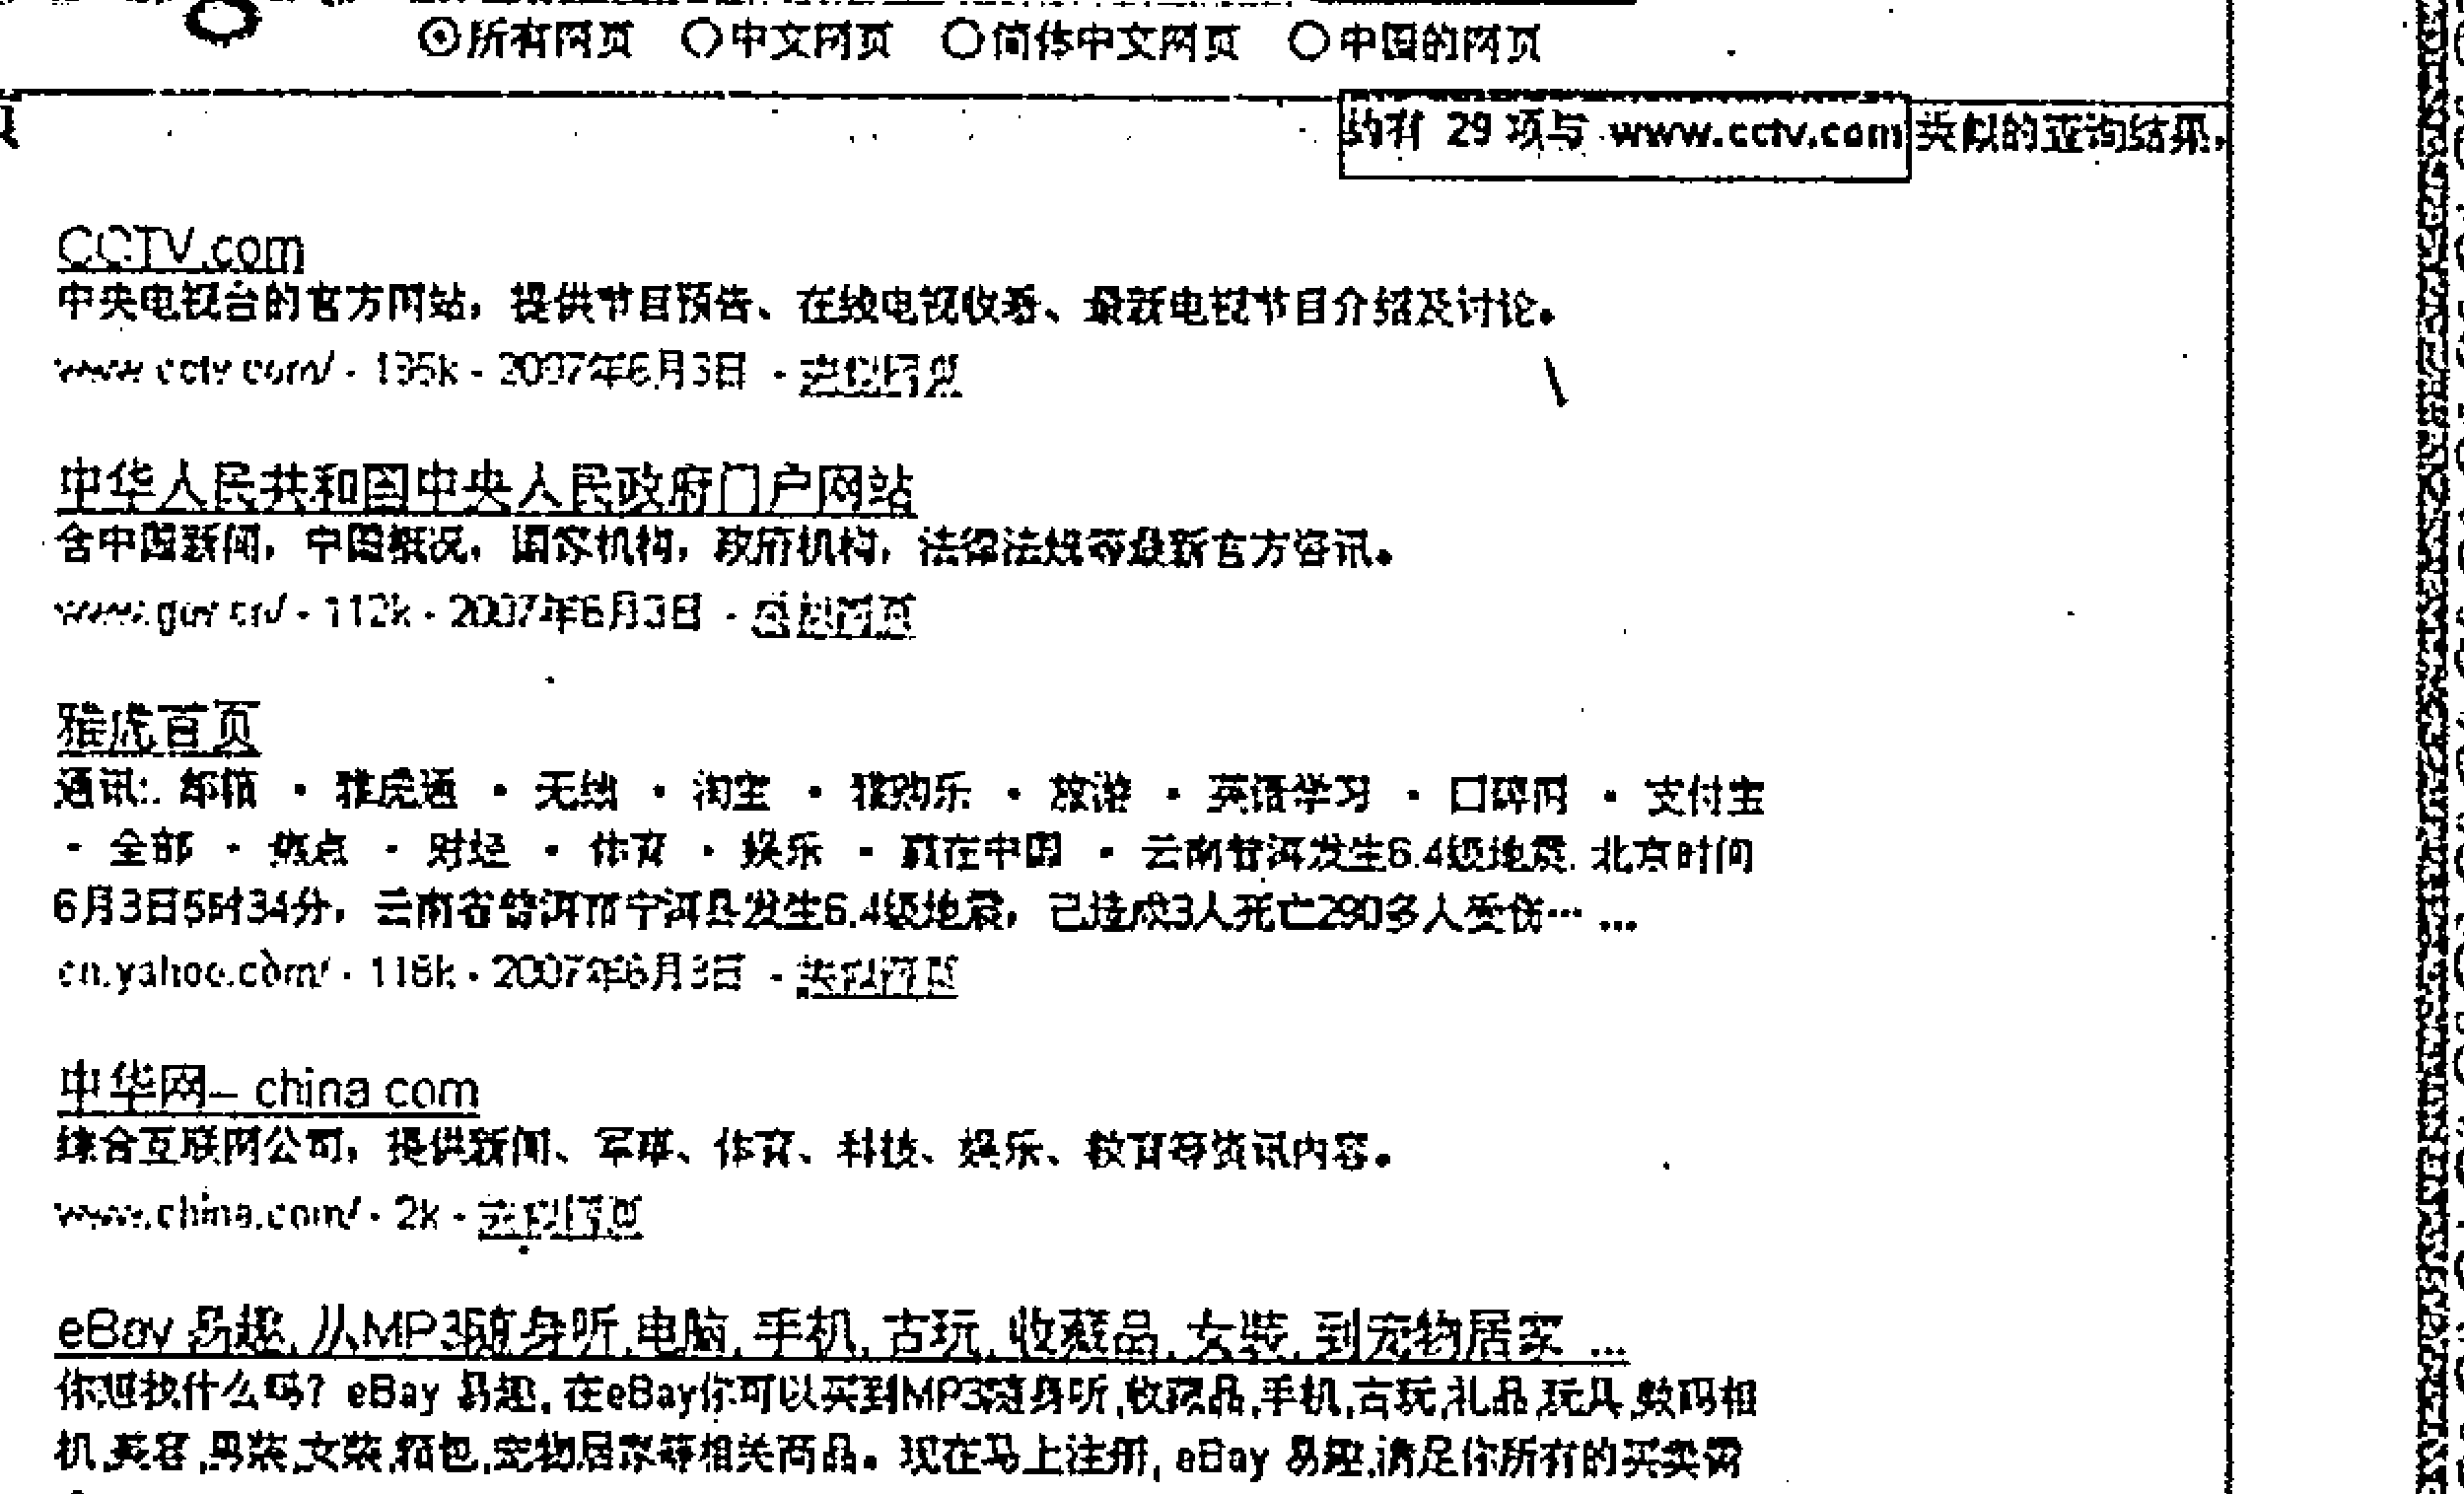 所有网页 中文网页 简体中文网页 中国的网页
页
约有 29 项与 www.cctv.com 类似的查询结果,
CCTV.com
中央电视台的官方网站，提供节目预告、在线电视收看、最新电视节目介绍及讨论。
www.cctv.com/ - 135k - 2007年6月3日 - 类似网页
中华人民共和国中央人民政府门户网站
含中国新闻，中国概况，国家机构，政府机构，法律法规等最新官方咨讯。
www.gov.cn/ - 112k - 2007年6月3日 - 类似网页
雅虎首页
通讯:. 邮箱 · 雅虎通 · 无线 · 淘宝 · 雅购乐 · 旅游 · 英语学习 · 口碑网 · 支付宝
· 全部 · 焦点 · 财经 · 体育 · 娱乐 · 赢在中国 · 云南普洱发生6.4级地震. 北京时间
6月3日5时34分，云南省普洱市宁洱县发生6.4级地震，已造成3人死亡290多人受伤… ...
cn.yahoo.com/ - 118k - 2007年6月3日 - 类似网页
中华网– china com
综合互联网公司，提供新闻、军事、体育、科技、娱乐、教育等资讯内容。
www.china.com/ - 2k - 类似网页
eBay 易趣,从MP3随身听,电脑,手机,古玩,收藏品,女装,到宠物居家 ...
你想找什么吗? eBay 易趣,在eBay你可以买到MP3随身听,收藏品,手机,古玩,礼品,玩具,数码相
机,美容,男装,女装,箱包,宠物居家等相关商品。现在马上注册, eBay 易趣,满足你所有的买卖需